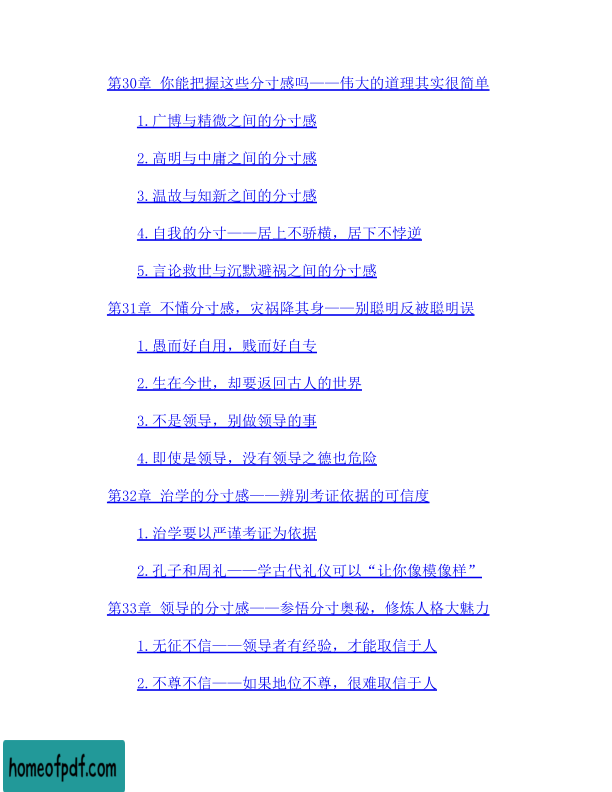 第30章 你能把握这些分寸感吗——伟大的道理其实很简单
1.广博与精微之间的分寸感
2.高明与中庸之间的分寸感
3.温故与知新之间的分寸感
4.自我的分寸——居上不骄横，居下不悖逆
5.言论救世与沉默避祸之间的分寸感
第31章 不懂分寸感，灾祸降其身——别聪明反被聪明误
1.愚而好自用，贱而好自专
2.生在今世，却要返回古人的世界
3.不是领导，别做领导的事
4.即使是领导，没有领导之德也危险
第32章 治学的分寸感——辨别考证依据的可信度
1.治学要以严谨考证为依据
2.孔子和周礼——学古代礼仪可以“让你像模像样”
第33章 领导的分寸感——参悟分寸奥秘，修炼人格大魅力
1.无征不信——领导者有经验，才能取信于人
2.不尊不信——如果地位不尊，很难取信于人
homeofpdf.com